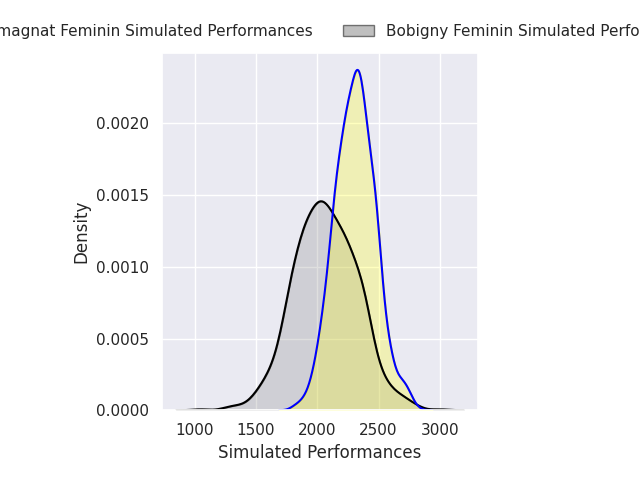 magnat Feminin Simulated Performances
Bobigny Feminin Simulated Perfo
0.0020
0.0015
0.0010
0.0005
0.0000
Density
1000 1500 2000 2500 3000
Simulated Performances